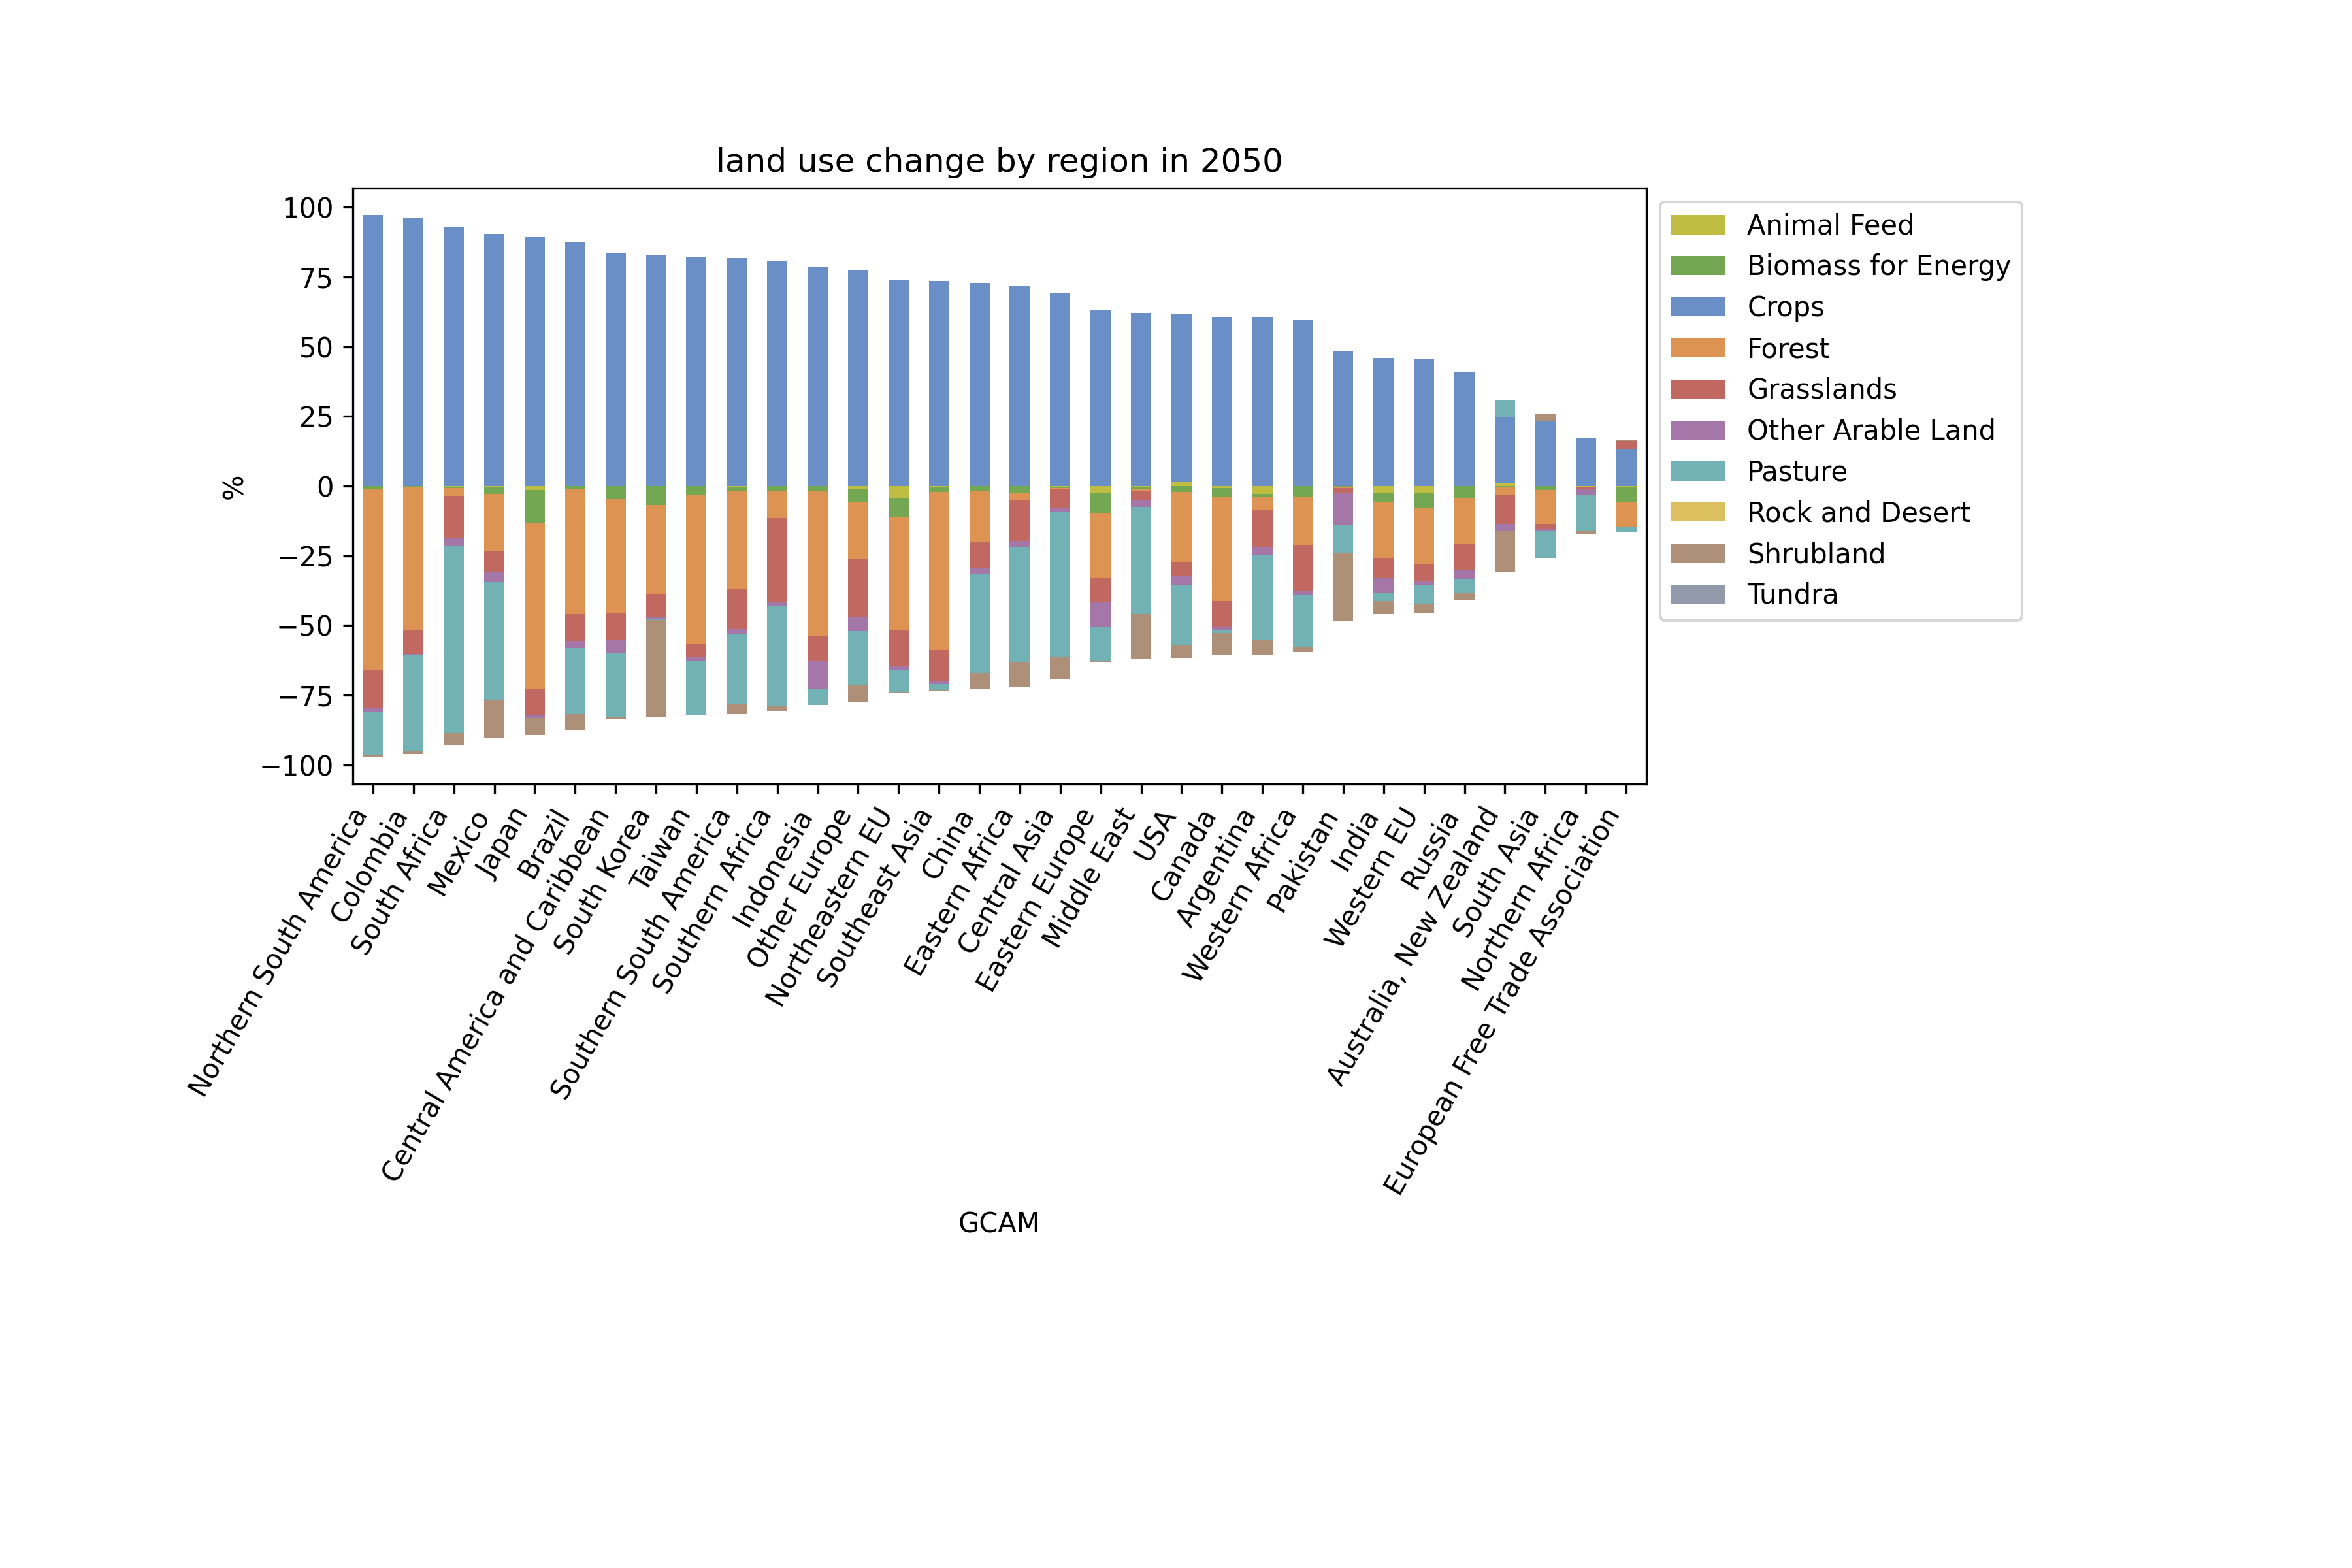 land use change by region in 2050
%
100
75
50
25
0
−25
−50
−75
−100
Animal Feed
Biomass for Energy
Crops
Forest
Grasslands
Other Arable Land
Pasture
Rock and Desert
Shrubland
Tundra
Northern South America
Colombia
South Africa
Mexico
Japan
Brazil
Central America and Caribbean
South Korea
Taiwan
Southern South America
Southern Africa
Indonesia
Other Europe
Northeastern EU
Southeast Asia
China
Eastern Africa
Central Asia
Eastern Europe
Middle East
USA
Canada
Argentina
Western Africa
Pakistan
India
Western EU
Russia
Australia, New Zealand
South Asia
Northern Africa
European Free Trade Association
GCAM